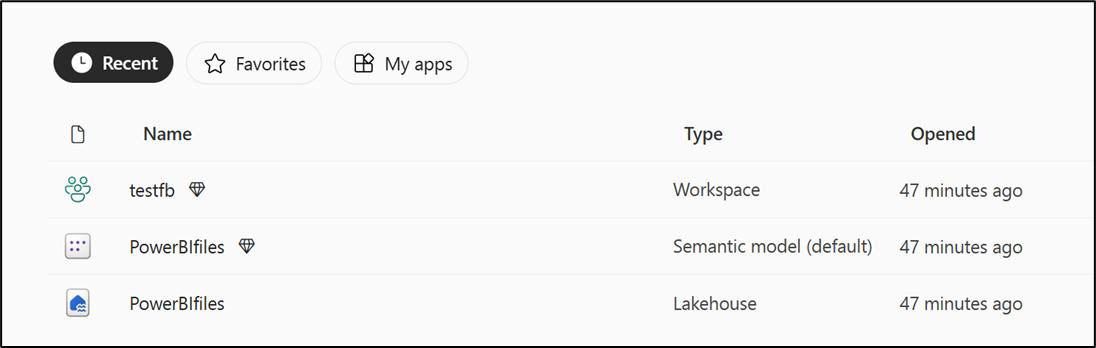 Recent Favorites My apps
Name Type Opened
testfb Workspace 47 minutes ago
PowerBIfiles Semantic model (default) 47 minutes ago
PowerBIfiles Lakehouse 47 minutes ago